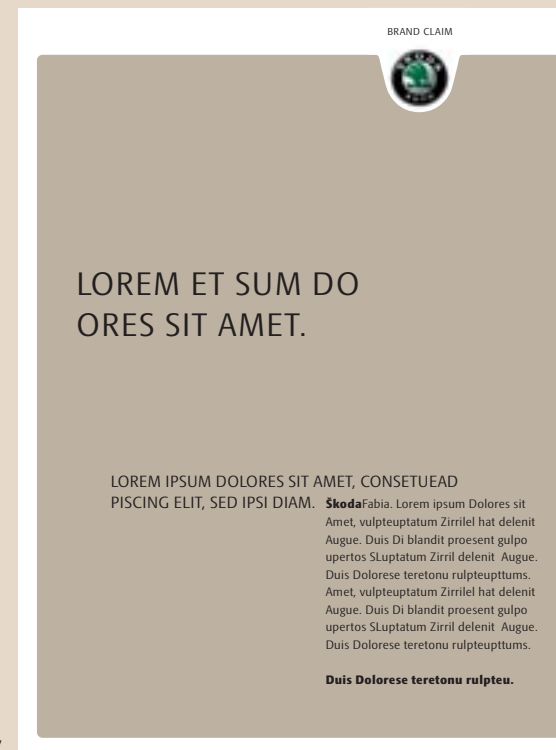 BRAND CLAIM
ŠKODA
AUTO
LOREM ET SUM DO
ORES SIT AMET.
LOREM IPSUM DOLORES SIT AMET, CONSETUEAD
PISCING ELIT, SED IPSI DIAM.
ŠkodaFabia. Lorem ipsum Dolores sit
Amet, vulpteuptatum Zirrilel hat delenit
Augue. Duis Di blandit proesent gulpo
upertos SLuptatum Zirril delenit Augue.
Duis Dolorese teretonu rulpteupttums.
Amet, vulpteuptatum Zirrilel hat delenit
Augue. Duis Di blandit proesent gulpo
upertos SLuptatum Zirril delenit Augue.
Duis Dolorese teretonu rulpteupttums.
Duis Dolorese teretonu rulpteu.